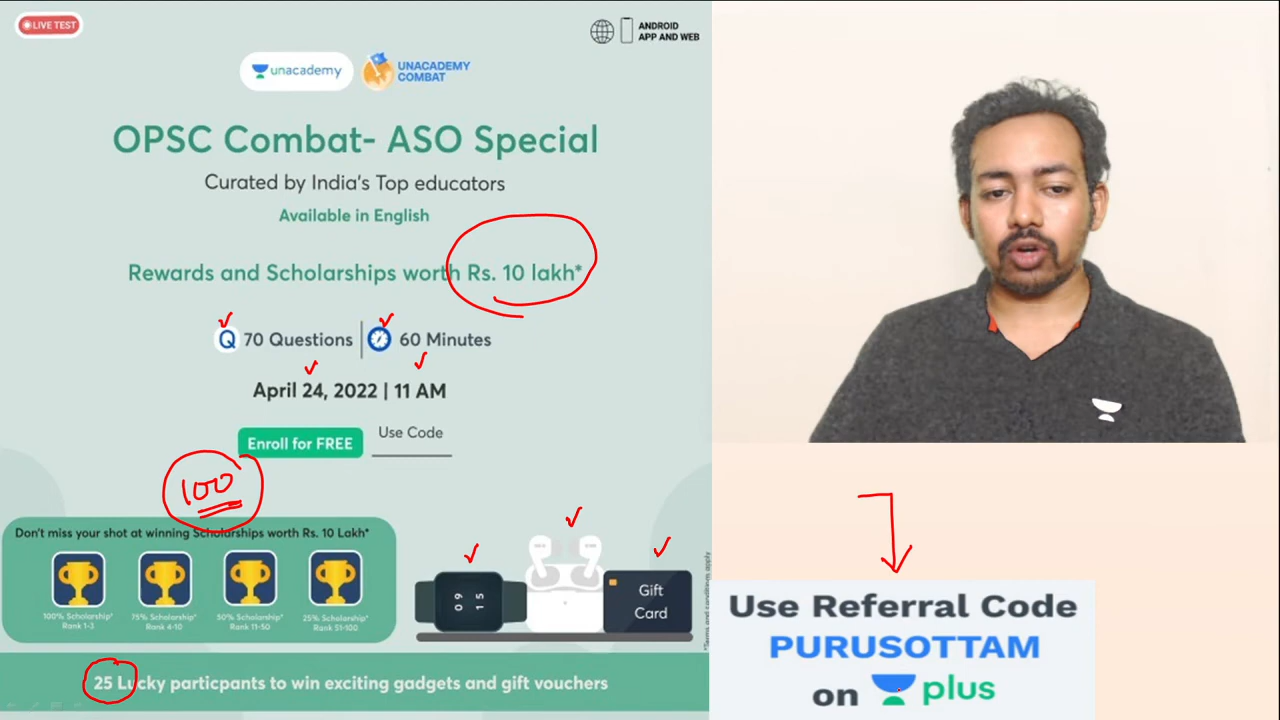 LIVE TEST
ANDROID
APP AND WEB
unacademy
UNACADEMY
COMBAT
OPSC Combat- ASO Special
Curated by India's Top educators
Available in English
Rewards and Scholarships worth Rs. 10 lakh*
Q 70 Questions | 60 Minutes
April 24, 2022 | 11 AM
Enroll for FREE
Use Code
100
Don't miss your shot at winning Scholarships worth Rs. 10 Lakh*
100% Scholarship*
Rank 1-3
75% Scholarship*
Rank 4-10
50% Scholarship*
Rank 11-50
25% Scholarship*
Rank 51-100
09
15
Gift
Card
*Terms and conditions apply
25 Lucky particpants to win exciting gadgets and gift vouchers
Use Referral Code
PURUSOTTAM
on plus